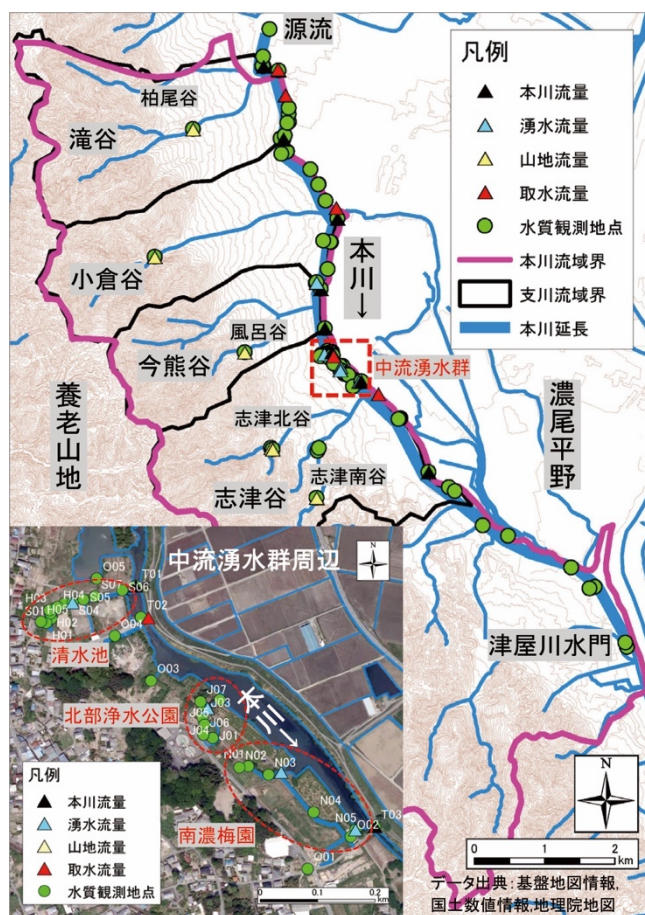 源流
凡例
本川流量
湧水流量
山地流量
取水流量
水質観測地点
本川流域界
支川流域界
本川延長
柏尾谷
滝谷
小倉谷
本川→
風呂谷
今熊谷
中流湧水群
養老山地
濃尾平野
志津北谷
志津谷
志津南谷
津屋川水門
N
0 1 2
km
データ出典:基盤地図情報,
国土数値情報,地理院地図
中流湧水群周辺
N
O05
T01
S07
S06
H03
H04
S05
T02
S01
H05
S04
H02
H01
O04
清水池
O03
J07
J03
J05
J06
J04
J01
北部浄水公園
本川→
N01
N02
N03
N04
N05
O02
T03
南濃梅園
O01
凡例
本川流量
湧水流量
山地流量
取水流量
水質観測地点
0 0.1 0.2
km